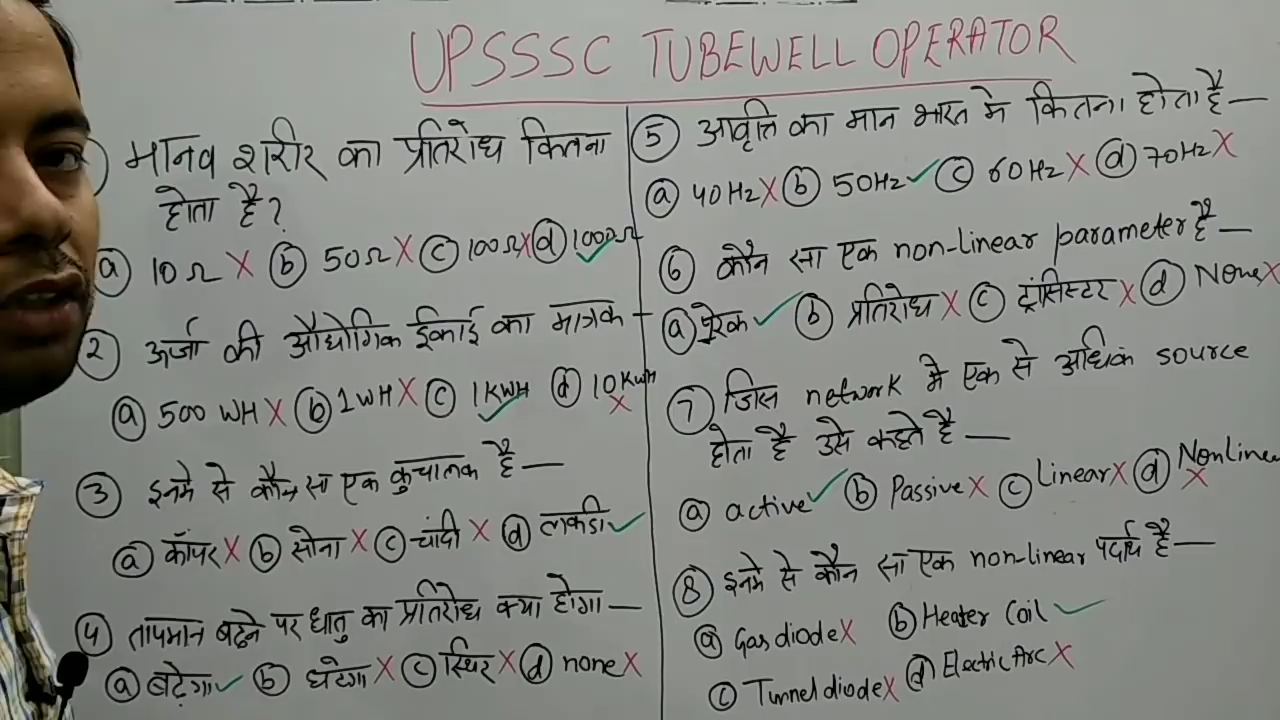 UPSSSC TUBEWELL OPERATOR
मानव शरीर का प्रतिरोध कितना
होता है?
(a) 10Ω ✗ (b) 50Ω ✗ (c) 100Ω ✗ (d) 1000Ω ✓
(2) ऊर्जा की औद्योगिक ईकाई का मात्रक —
(a) 500 WH ✗ (b) 1WH ✗ (c) 1KWH ✓ (d) 10KWH ✗
(3) इनमे से कौन सा एक कुचालक है —
(a) कॉपर ✗ (b) सोना ✗ (c) चांदी ✗ (d) लकडी ✓
(4) तापमान बढ़ने पर धातु का प्रतिरोध क्या होगा —
(a) बढ़ेगा ✓ (b) घटेगा ✗ (c) स्थिर ✗ (d) none ✗
(5) आवृत्ति का मान भारत मे कितना होता है —
(a) 40Hz ✗ (b) 50Hz ✓ (c) 60Hz ✗ (d) 70Hz ✗
(6) कौन सा एक non-linear parameter है —
(a) प्रेरक ✓ (b) प्रतिरोध ✗ (c) ट्रांसिस्टर ✗ (d) None ✗
(7) जिस network मे एक से अधिक source
होता है उसे कहते है —
(a) active ✓ (b) Passive ✗ (c) Linear ✗ (d) Nonlinea ✗
(8) इनमे से कौन सा एक non-linear पदार्थ है —
(a) Gas diode ✗ (b) Heater Coil ✓
(c) Tunnel diode ✗ (d) Electric Arc ✗